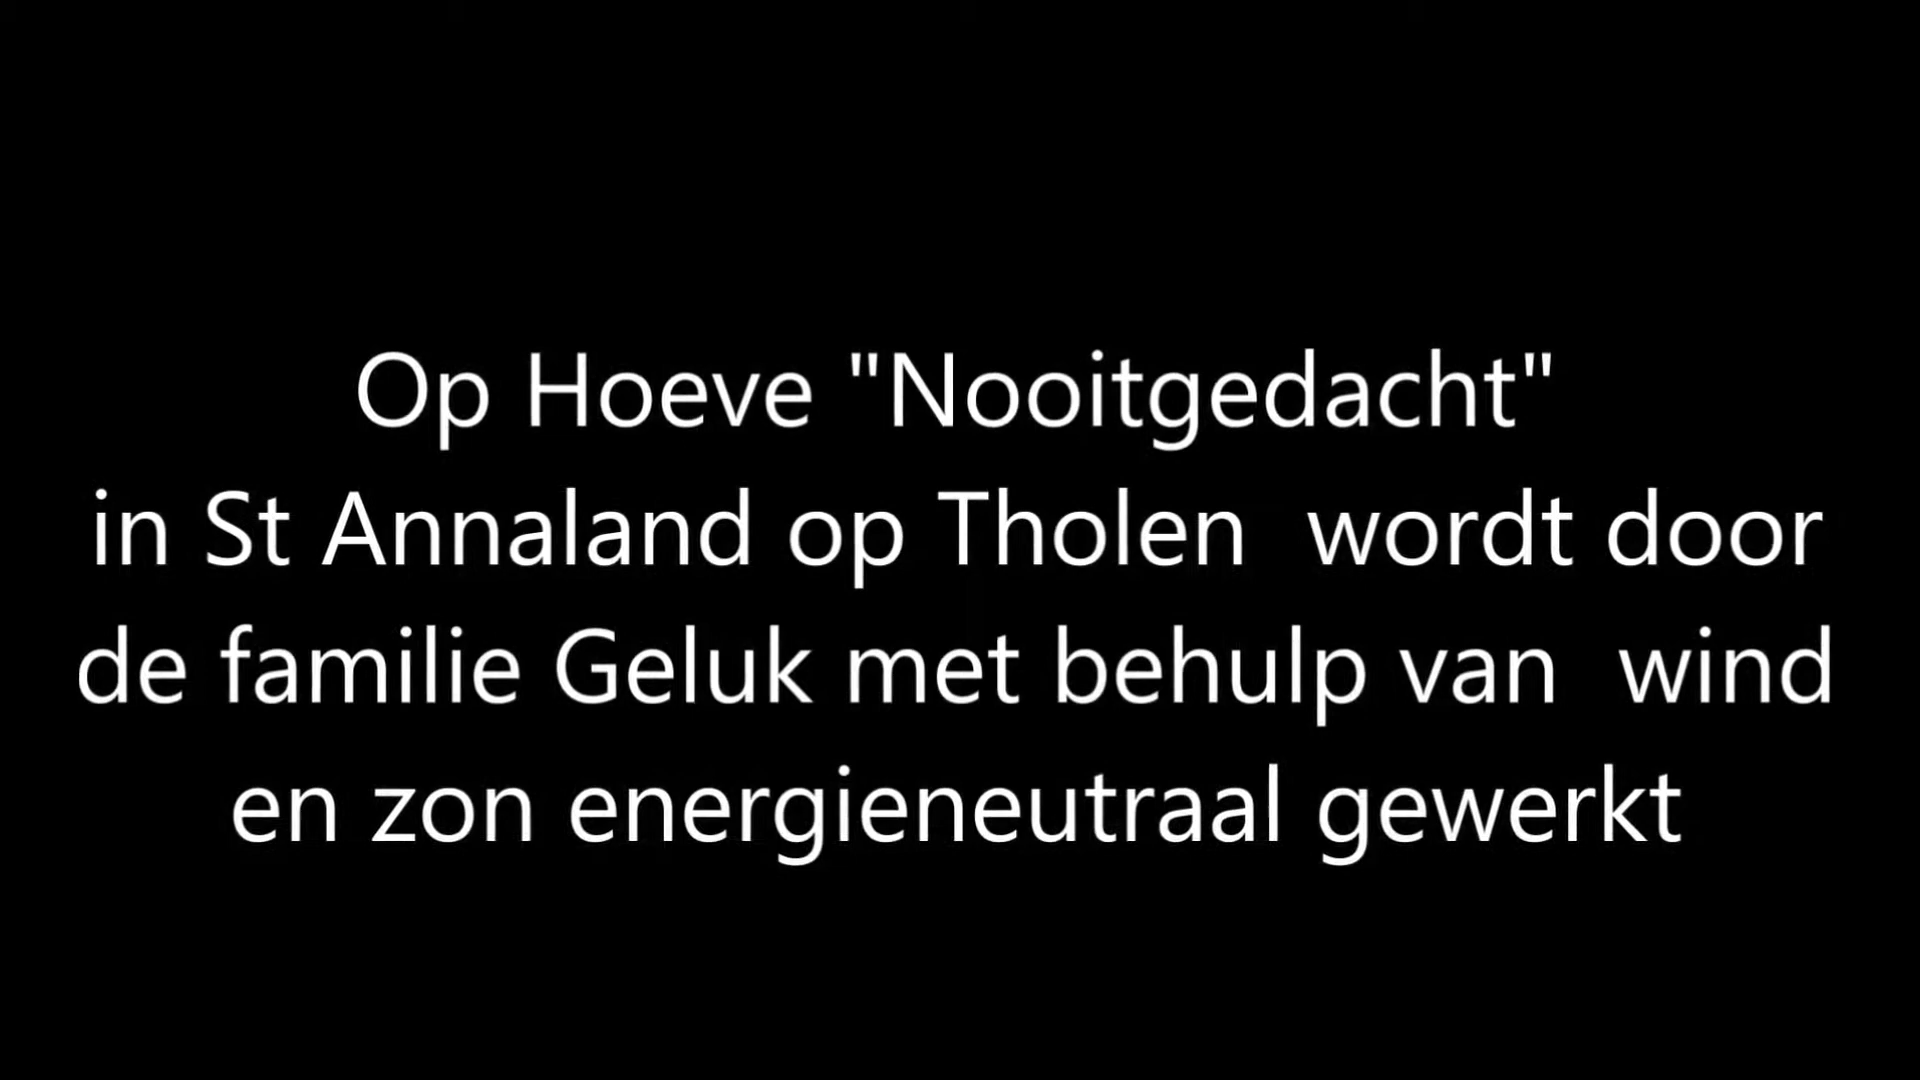 Op Hoeve "Nooitgedacht"
in St Annaland op Tholen  wordt door
de familie Geluk met behulp van  wind
en zon energieneutraal gewerkt